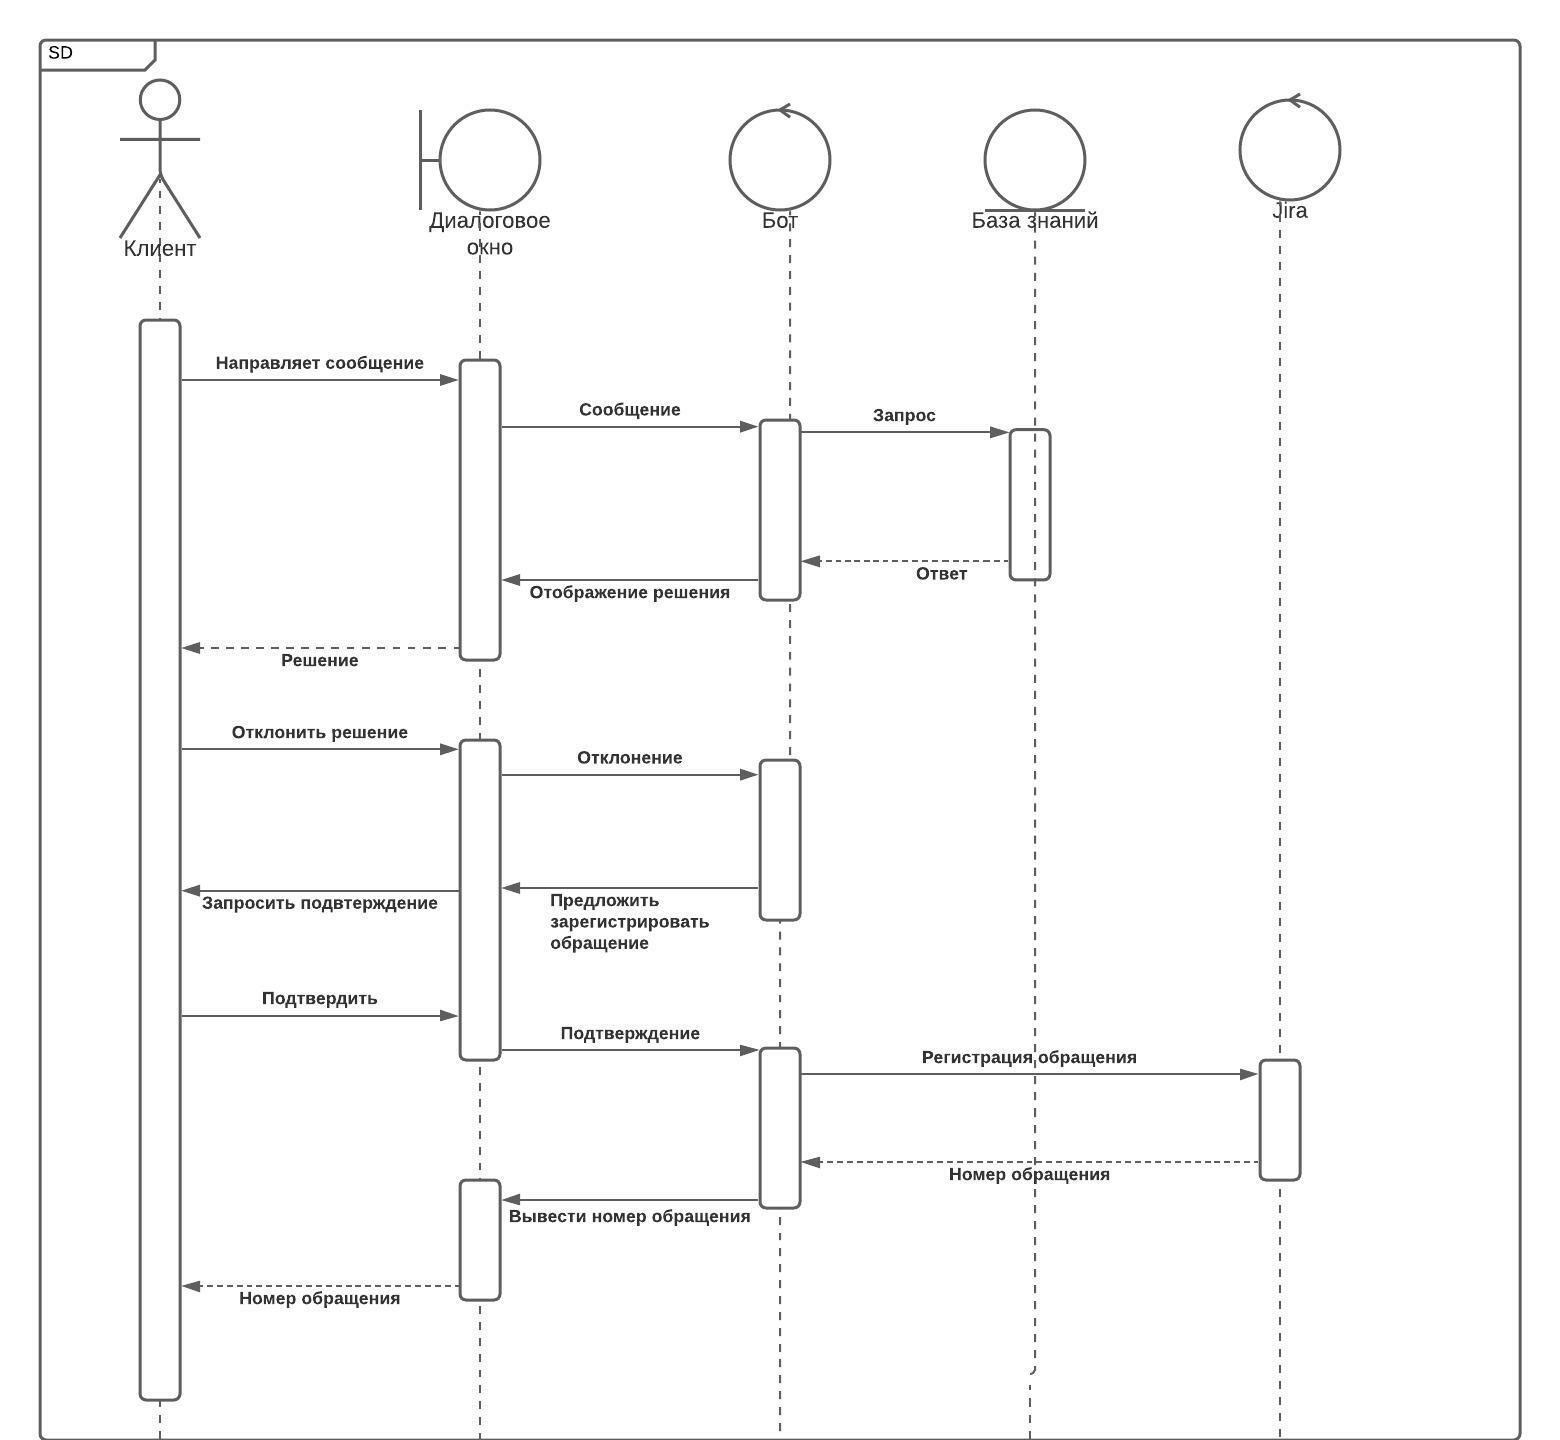 SD
Клиент
Диалоговое
окно
Бот
База знаний
Jira
Направляет сообщение
Сообщение
Запрос
Ответ
Отображение решения
Решение
Отклонить решение
Отклонение
Запросить подвтерждение
Предложить
зарегистрировать
обращение
Подтвердить
Подтверждение
Регистрация обращения
Номер обращения
Вывести номер обращения
Номер обращения